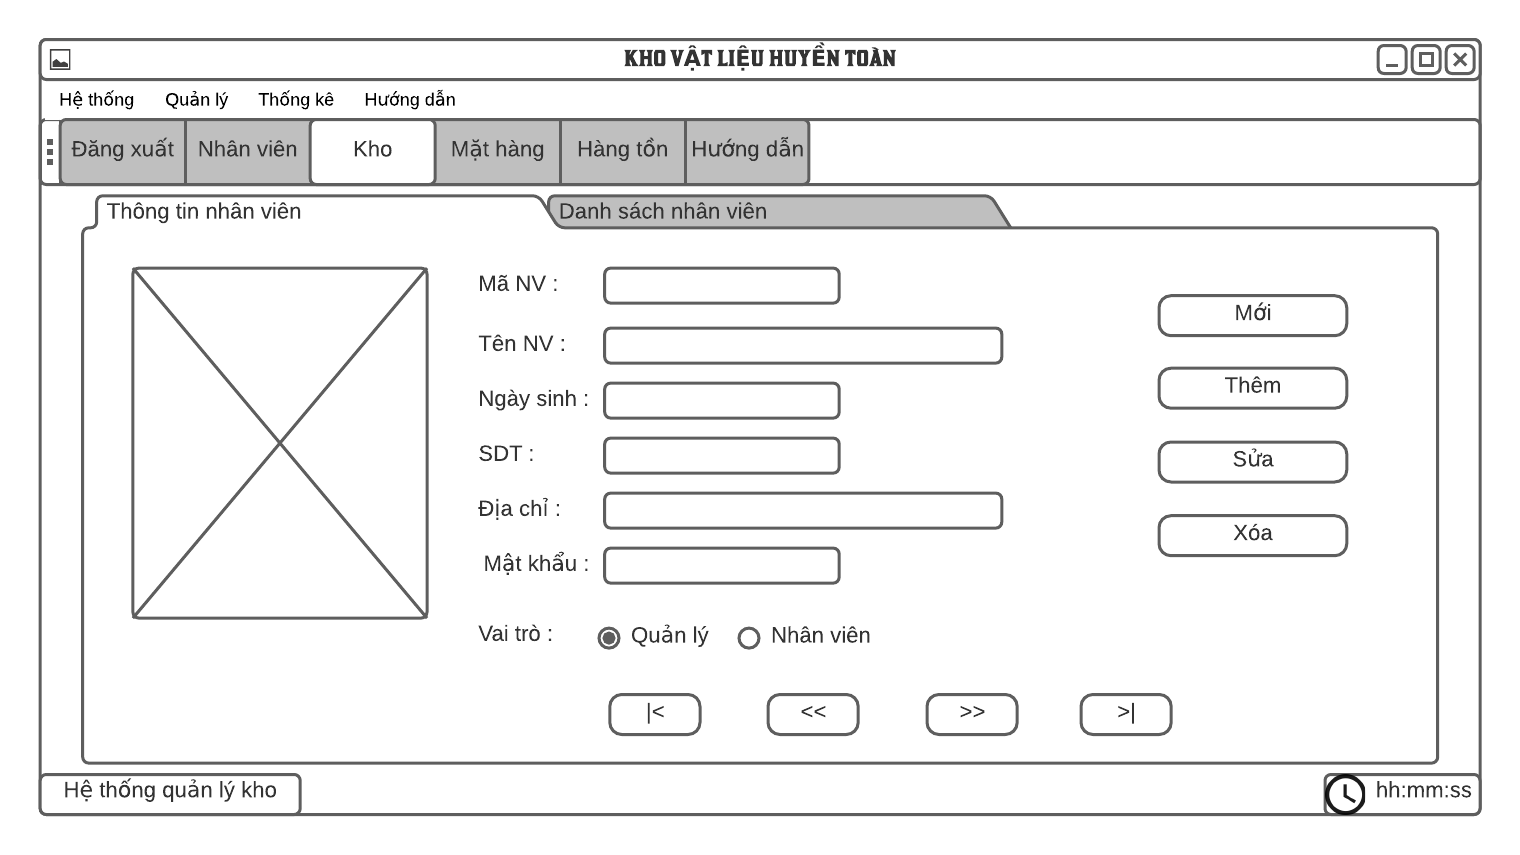 KHO VẬT LIỆU HUYỀN TOÀN
Hệ thống Quản lý Thống kê Hướng dẫn
Đăng xuất Nhân viên Kho Mặt hàng Hàng tồn Hướng dẫn
Thông tin nhân viên Danh sách nhân viên
Mã NV :
Mới
Tên NV :
Thêm
Ngày sinh :
SDT :
Sửa
Địa chỉ :
Xóa
Mật khẩu :
Vai trò : Quản lý Nhân viên
|< << >> >|
Hệ thống quản lý kho hh:mm:ss